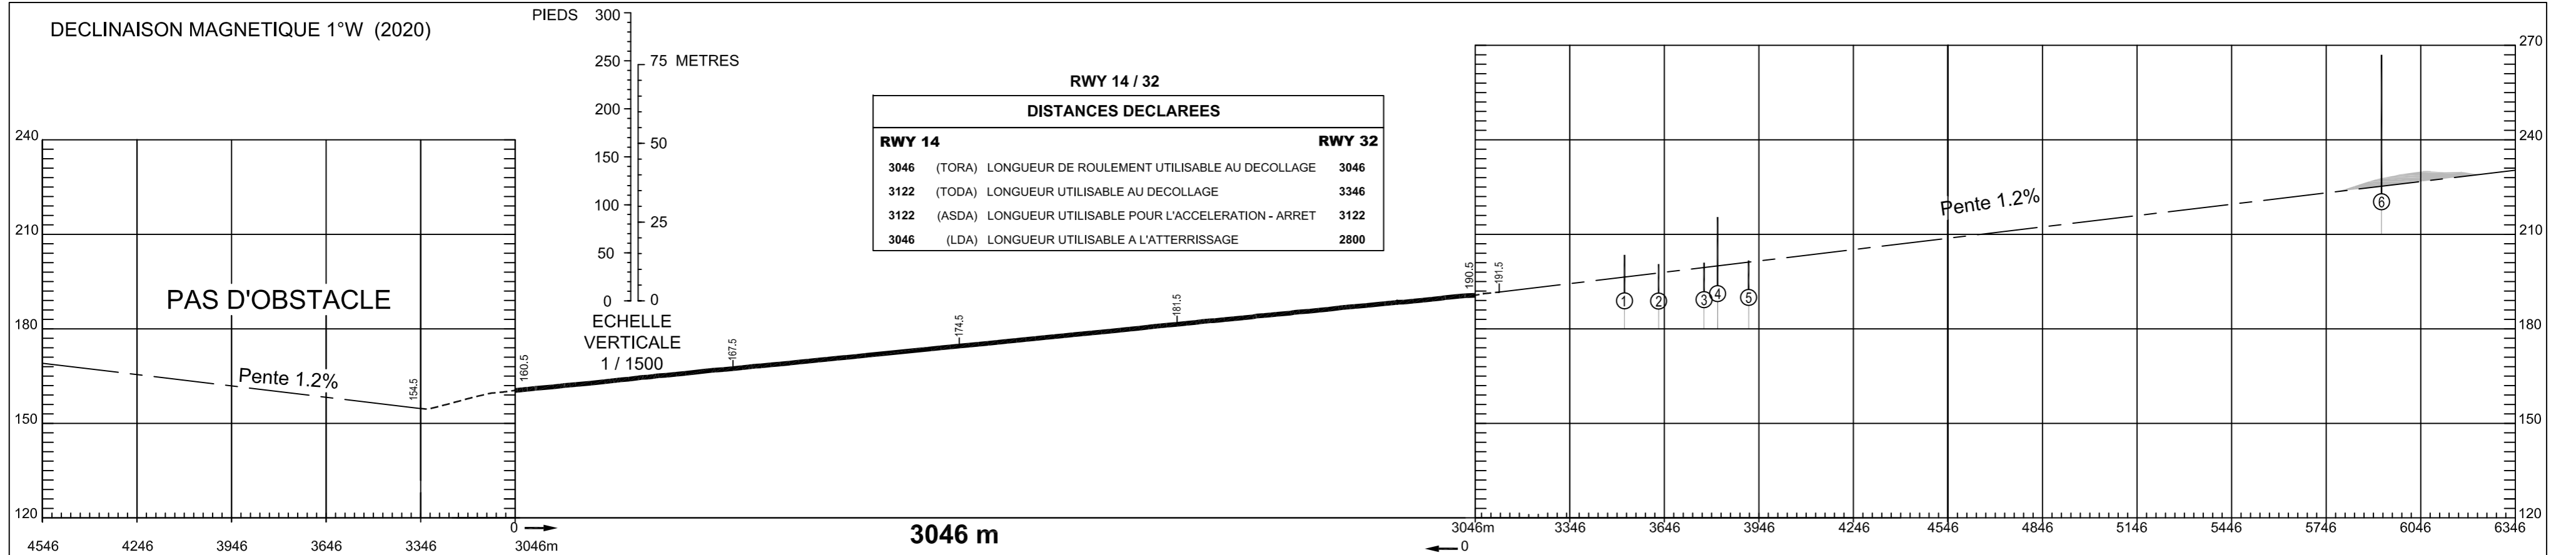 DECLINAISON MAGNETIQUE 1°W (2020)
PIEDS
300
250
200
150
100
50
0
75 METRES
50
25
0
ECHELLE
VERTICALE
1 / 1500
RWY 14 / 32
DISTANCES DECLAREES
RWY 14 RWY 32
3046 (TORA) LONGUEUR DE ROULEMENT UTILISABLE AU DECOLLAGE 3046
3122 (TODA) LONGUEUR UTILISABLE AU DECOLLAGE 3346
3122 (ASDA) LONGUEUR UTILISABLE POUR L'ACCELERATION - ARRET 3122
3046 (LDA) LONGUEUR UTILISABLE A L'ATTERRISSAGE 2800
240
210
180
150
120
PAS D'OBSTACLE
Pente 1.2%
154.5
160.5
167.5
174.5
181.5
190.5
191.5
Pente 1.2%
1
2
3
4
5
6
270
240
210
180
150
120
0
3046 m
3046m 3346 3646 3946 4246 4546 4846 5146 5446 5746 6046 6346
4546 4246 3946 3646 3346 3046m
0